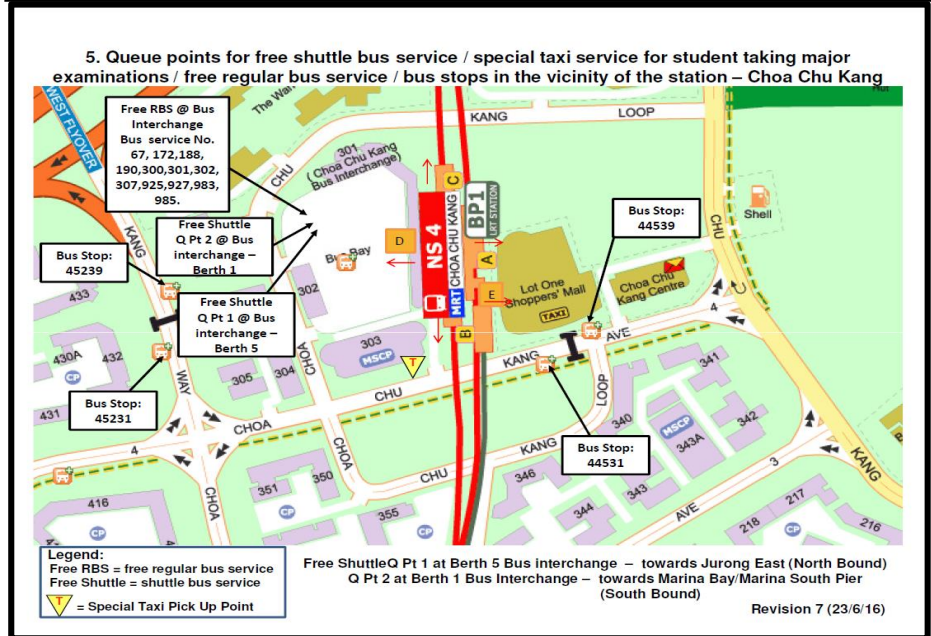 5. Queue points for free shuttle bus service / special taxi service for student taking major
examinations / free regular bus service / bus stops in the vicinity of the station – Choa Chu Kang
Free RBS @ Bus
Interchange
Bus service No.
67, 172,188,
190,300,301,302,
307,925,927,983,
985.
WEST FLYOVER
The War
KANG
LOOP
CHU
301
( Choa Chu Kang
Bus Interchange)
Free Shuttle
Q Pt 2 @ Bus
interchange –
Berth 1
Bus Stop:
45239
KANG
D
C
NS 4
MRT
CHOA CHU KANG
BP1
LRT STATION
A
E
B
Bus Stop:
44539
Shell
CHU
Lot One
Shoppers' Mall
TAXI
Choa Chu
Kang Centre
Bay
433
302
Free Shuttle
Q Pt 1 @ Bus
interchange –
Berth 5
430A
432
CP
431
WAY
305
304
CHOA
303
MSCP
T
KANG
AVE
4
341
Bus Stop:
45231
CHU
CHOA
LOOP
340
MSCP
343A
342
Bus Stop:
44531
4
CHOA
351
350
CP
CHOA
CHU
KANG
346
343
344
AVE
3
KANG
416
CP
355
CP
218
217
CP
216
Legend:
Free RBS = free regular bus service
Free Shuttle = shuttle bus service
T = Special Taxi Pick Up Point
Free ShuttleQ Pt 1 at Berth 5 Bus interchange – towards Jurong East (North Bound)
Q Pt 2 at Berth 1 Bus Interchange – towards Marina Bay/Marina South Pier
(South Bound)
Revision 7 (23/6/16)